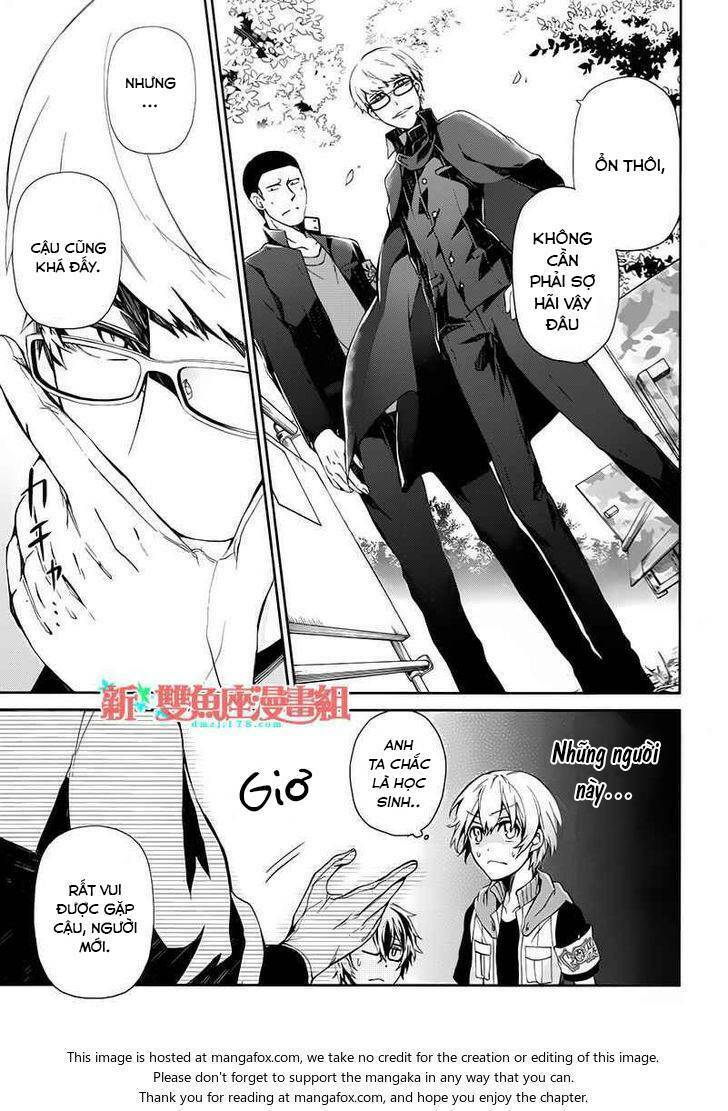 ỔN THÔI,
KHÔNG
CẦN
PHẢI SỢ
HÃI VẬY
ĐÂU
NHƯNG
...
CẬU CŨNG
KHÁ ĐẤY.
カチャ
新雙魚座漫畫組
dmzj.178.com
Những người
này...
ANH
TA CHẮC
LÀ HỌC
SINH..
Giơ
RẤT VUI
ĐƯỢC GẶP
CẬU, NGƯỜI
MỚI.
This image is hosted at mangafox.com, we take no credit for the creation or editing of this image.
Please don't forget to support the mangaka in any way that you can.
Thank you for reading at mangafox.com, and hope you enjoy the chapter.